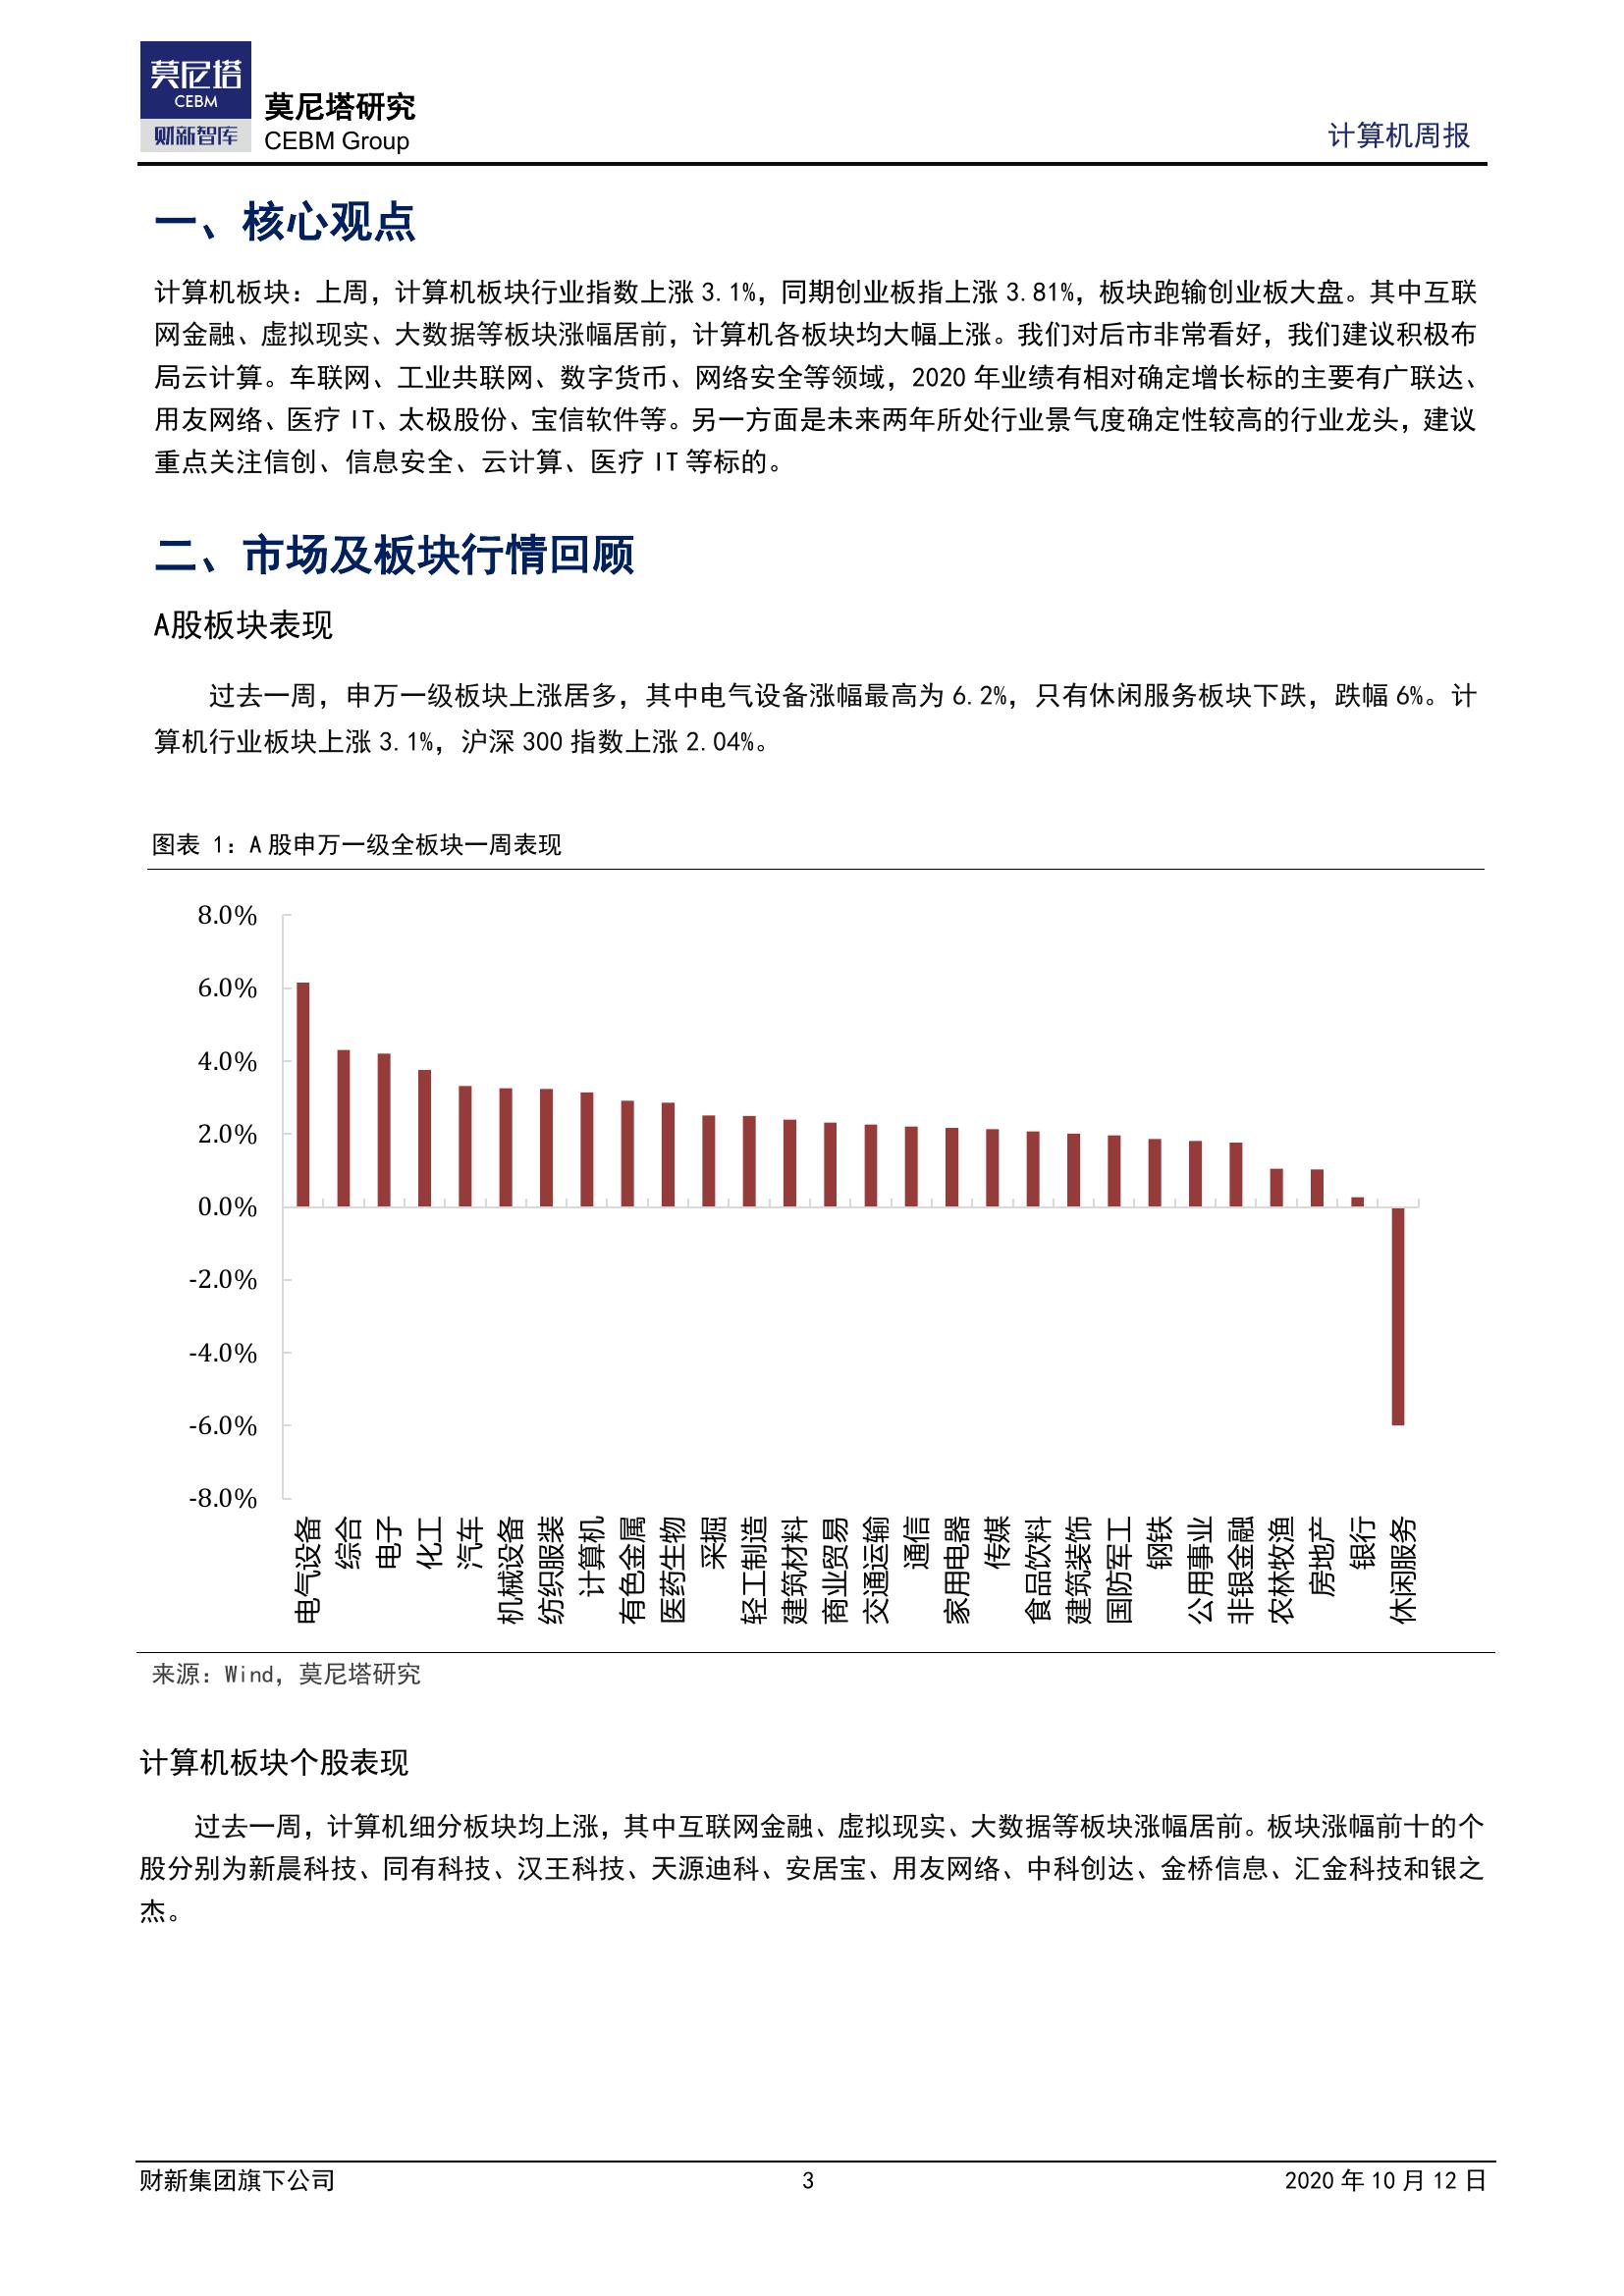 莫尼塔
CEBM
财新智库
莫尼塔研究
CEBM Group
计算机周报
一、核心观点
计算机板块：上周，计算机板块行业指数上涨 3.1%，同期创业板指上涨 3.81%，板块跑输创业板大盘。其中互联
网金融、虚拟现实、大数据等板块涨幅居前，计算机各板块均大幅上涨。我们对后市非常看好，我们建议积极布
局云计算。车联网、工业共联网、数字货币、网络安全等领域，2020 年业绩有相对确定增长标的主要有广联达、
用友网络、医疗 IT、太极股份、宝信软件等。另一方面是未来两年所处行业景气度确定性较高的行业龙头，建议
重点关注信创、信息安全、云计算、医疗 IT 等标的。
二、市场及板块行情回顾
A股板块表现
过去一周，申万一级板块上涨居多，其中电气设备涨幅最高为 6.2%，只有休闲服务板块下跌，跌幅 6%。计
算机行业板块上涨 3.1%，沪深 300 指数上涨 2.04%。
图表 1：A 股申万一级全板块一周表现
8.0%
6.0%
4.0%
2.0%
0.0%
-2.0%
-4.0%
-6.0%
-8.0%
电气设备
综合
电子
化工
汽车
机械设备
纺织服装
计算机
有色金属
医药生物
采掘
轻工制造
建筑材料
商业贸易
交通运输
通信
家用电器
传媒
食品饮料
建筑装饰
国防军工
钢铁
公用事业
非银金融
农林牧渔
房地产
银行
休闲服务
来源：Wind，莫尼塔研究
计算机板块个股表现
过去一周，计算机细分板块均上涨，其中互联网金融、虚拟现实、大数据等板块涨幅居前。板块涨幅前十的个
股分别为新晨科技、同有科技、汉王科技、天源迪科、安居宝、用友网络、中科创达、金桥信息、汇金科技和银之
杰。
财新集团旗下公司
3
2020 年 10 月 12 日